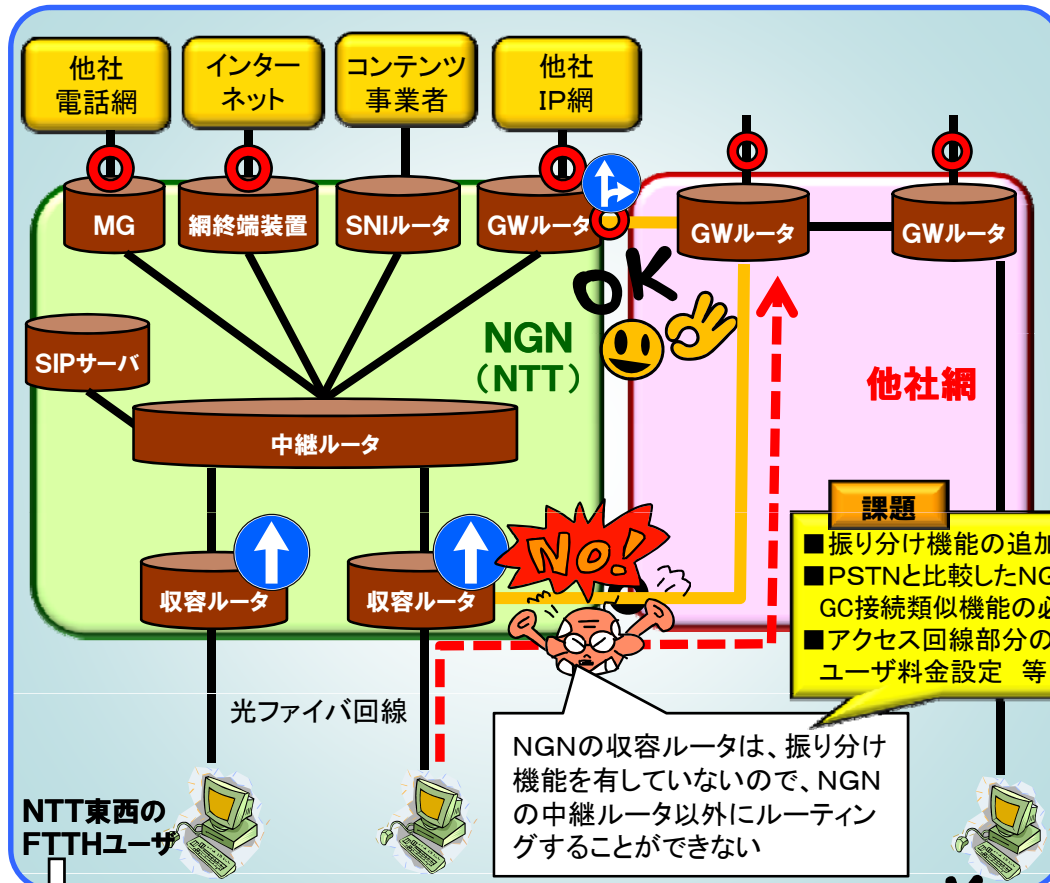 他社
電話網
インター
ネット
コンテンツ
事業者
他社
IP網
MG
網終端装置
SNIルータ
GWルータ
GWルータ
GWルータ
OK
NGN
(NTT)
SIPサーバ
他社網
中継ルータ
課題
■振り分け機能の追加
■PSTNと比較したNG
GC接続類似機能の必
■アクセス回線部分の
ユーザ料金設定 等
No!
収容ルータ
収容ルータ
光ファイバ回線
NGNの収容ルータは、振り分け
機能を有していないので、NGN
の中継ルータ以外にルーティン
グすることができない
NTT東西の
FTTHユーザ